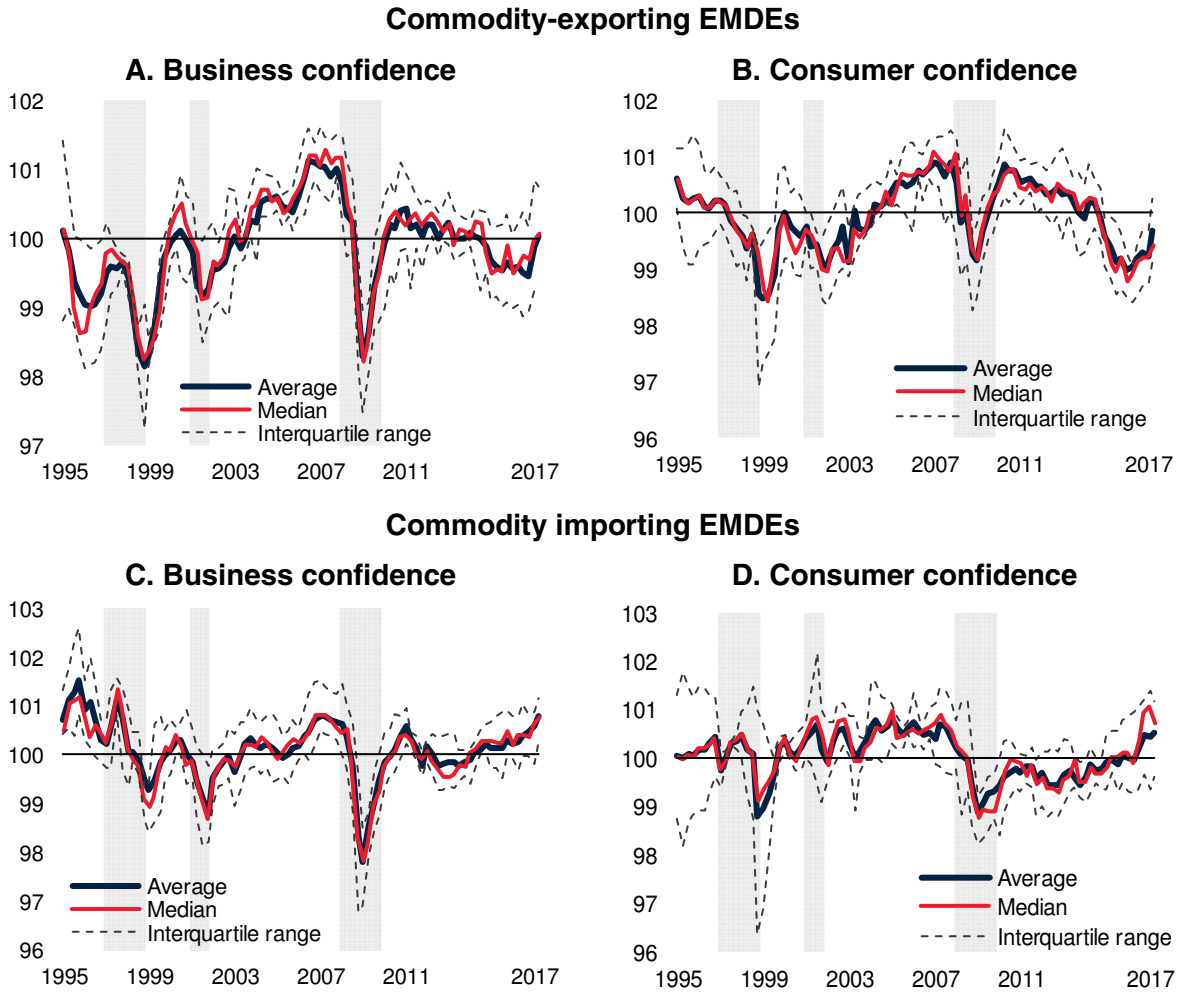 Commodity-exporting EMDEs
A. Business confidence
102
101
100
99
98
97
1995
1999
2003
2007
2011
2017
Average
Median
Interquartile range
B. Consumer confidence
102
101
100
99
98
97
96
1995
1999
2003
2007
2011
2017
Average
Median
Interquartile range
Commodity importing EMDEs
C. Business confidence
103
102
101
100
99
98
97
96
1995
1999
2003
2007
2011
2017
Average
Median
Interquartile range
D. Consumer confidence
103
102
101
100
99
98
97
96
1995
1999
2003
2007
2011
2017
Average
Median
Interquartile range